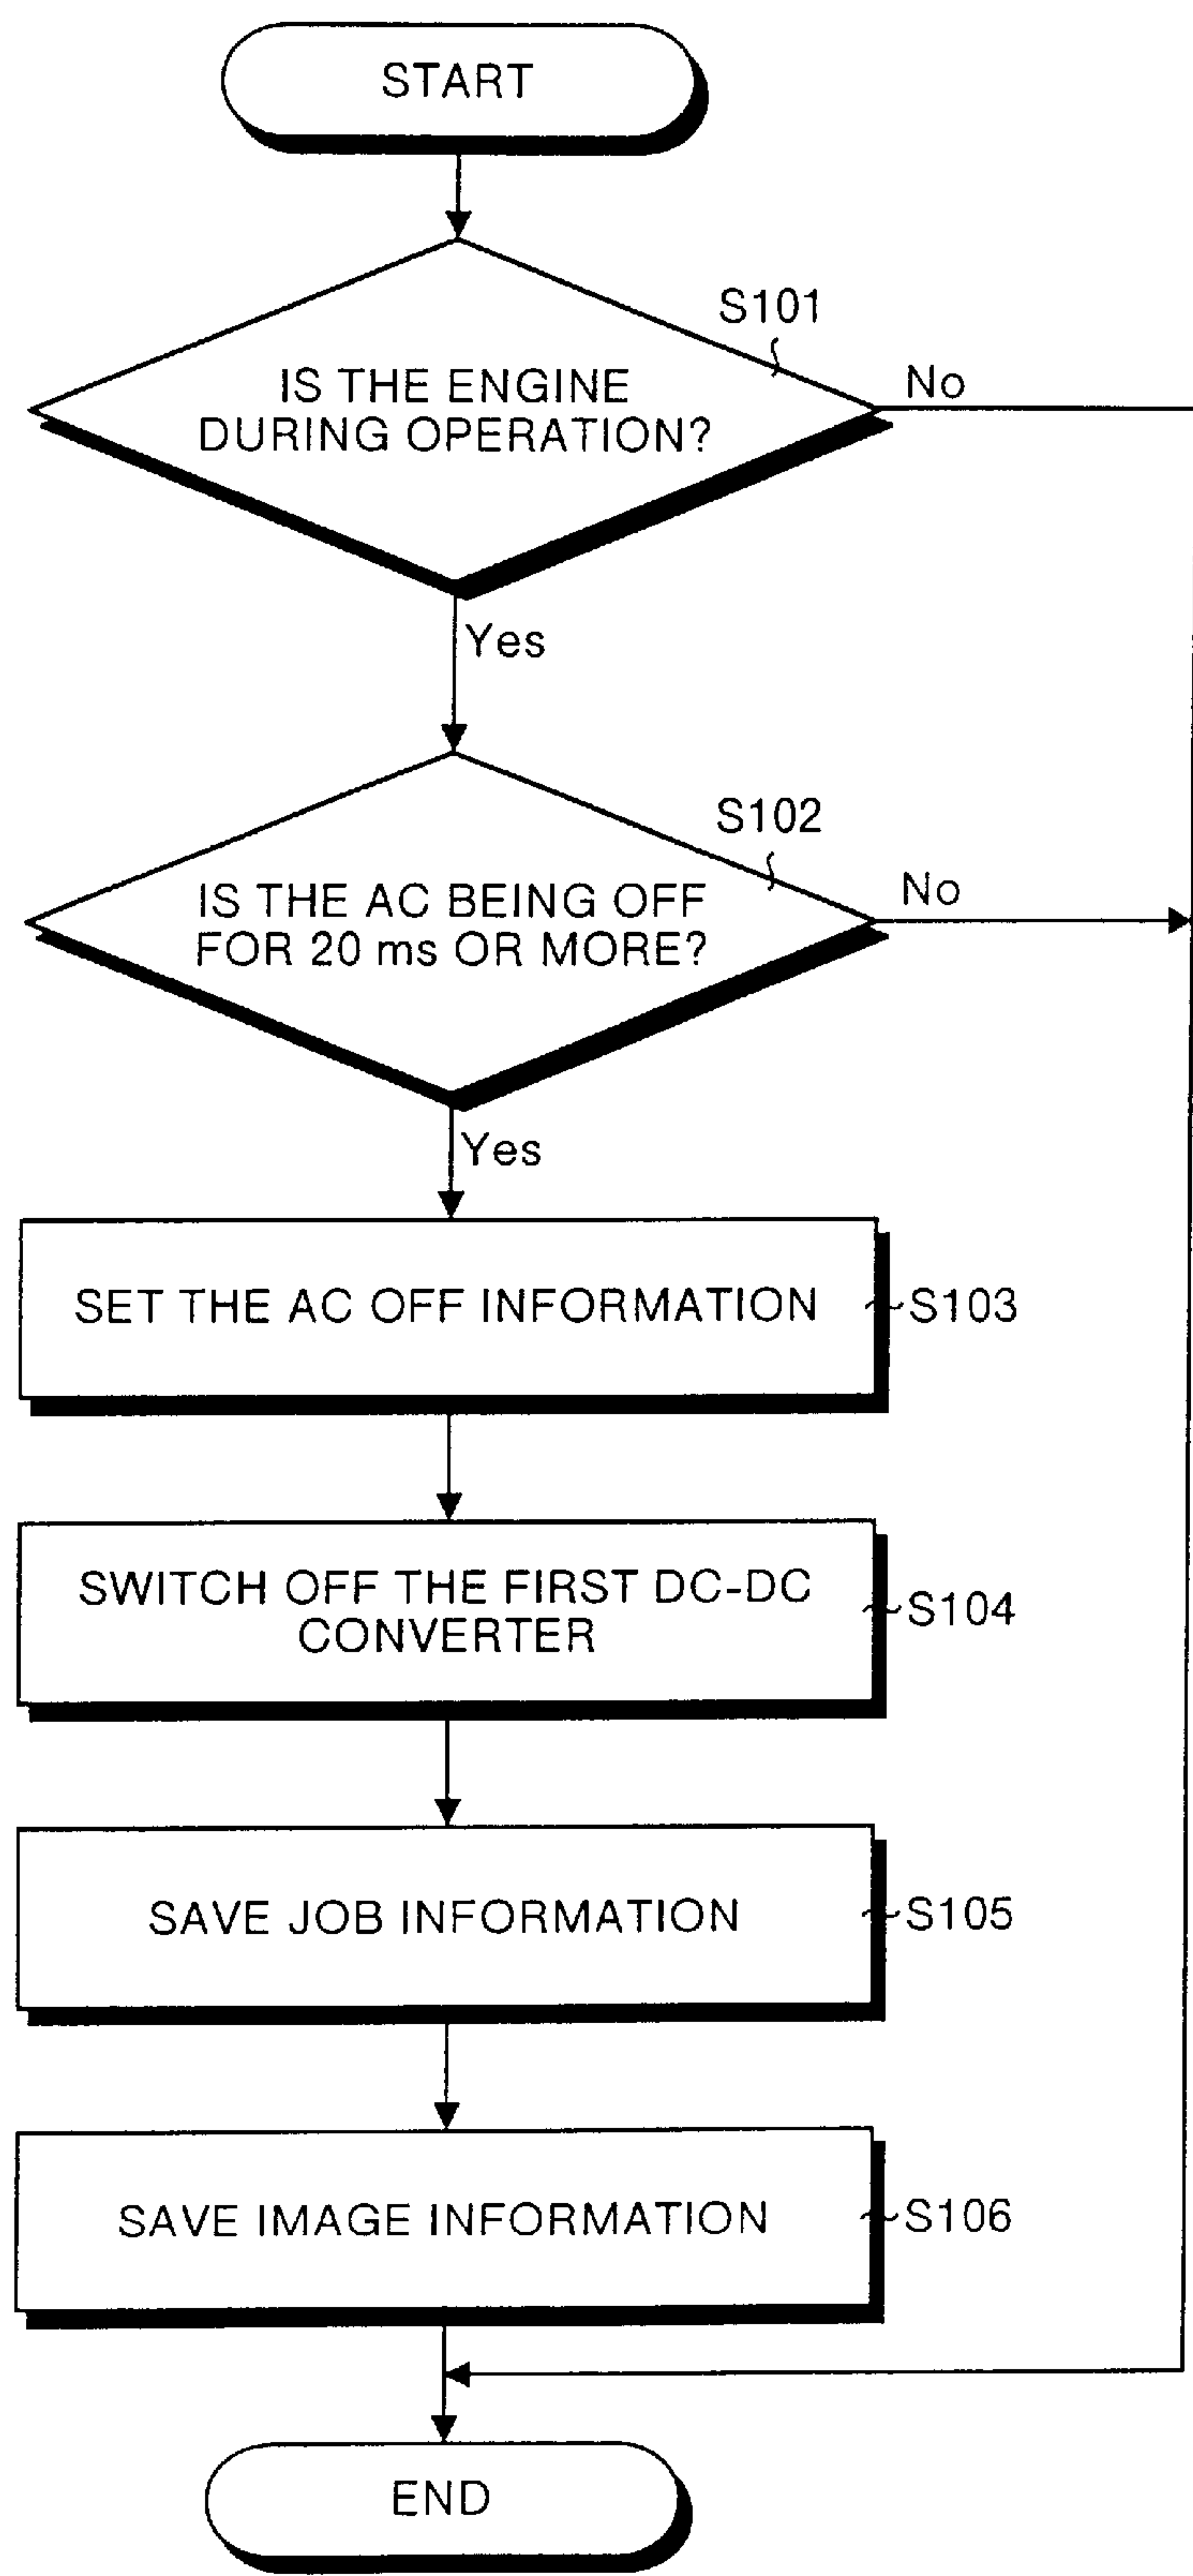 START
S101
IS THE ENGINE
DURING OPERATION?
No
Yes
S102
IS THE AC BEING OFF
FOR 20 ms OR MORE?
No
Yes
SET THE AC OFF INFORMATION
S103
SWITCH OFF THE FIRST DC-DC
CONVERTER
S104
SAVE JOB INFORMATION
S105
SAVE IMAGE INFORMATION
S106
END